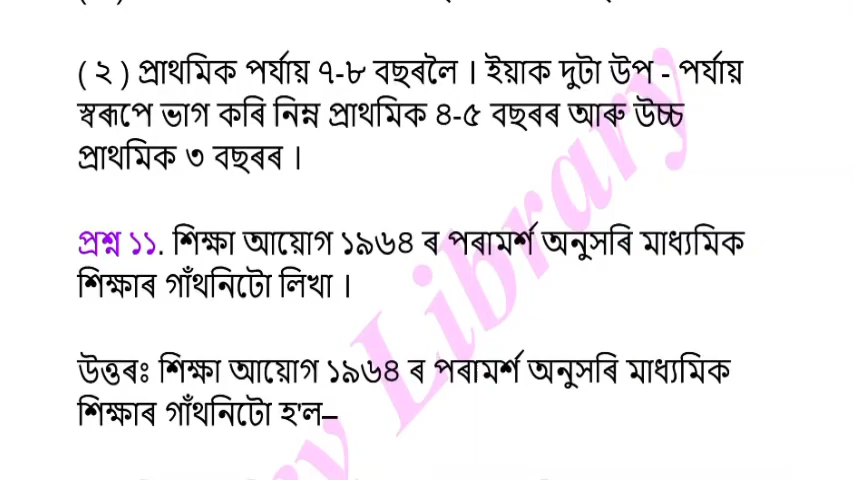 ( ২ ) প্ৰাথমিক পৰ্যায় ৭-৮ বছৰলৈ । ইয়াক দুটা উপ - পৰ্যায়
স্বৰূপে ভাগ কৰি নিম্ন প্ৰাথমিক ৪-৫ বছৰৰ আৰু উচ্চ
প্ৰাথমিক ৩ বছৰৰ ।
প্ৰশ্ন ১১. শিক্ষা আয়োগ ১৯৬৪ ৰ পৰামৰ্শ অনুসৰি মাধ্যমিক
শিক্ষাৰ গাঁথনিটো লিখা ।
উত্তৰঃ শিক্ষা আয়োগ ১৯৬৪ ৰ পৰামৰ্শ অনুসৰি মাধ্যমিক
শিক্ষাৰ গাঁথনিটো হ'ল–
Library